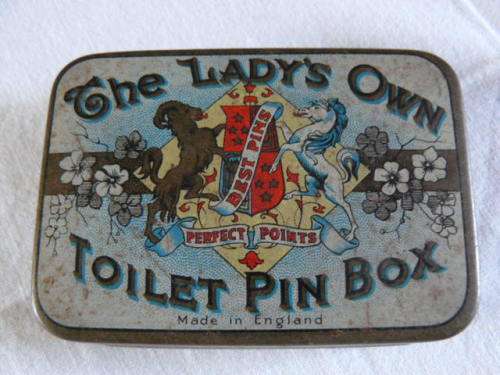 The LADY'S OWN
BEST PINS
PERFECT POINTS
TOILET PIN BOX
Made in England